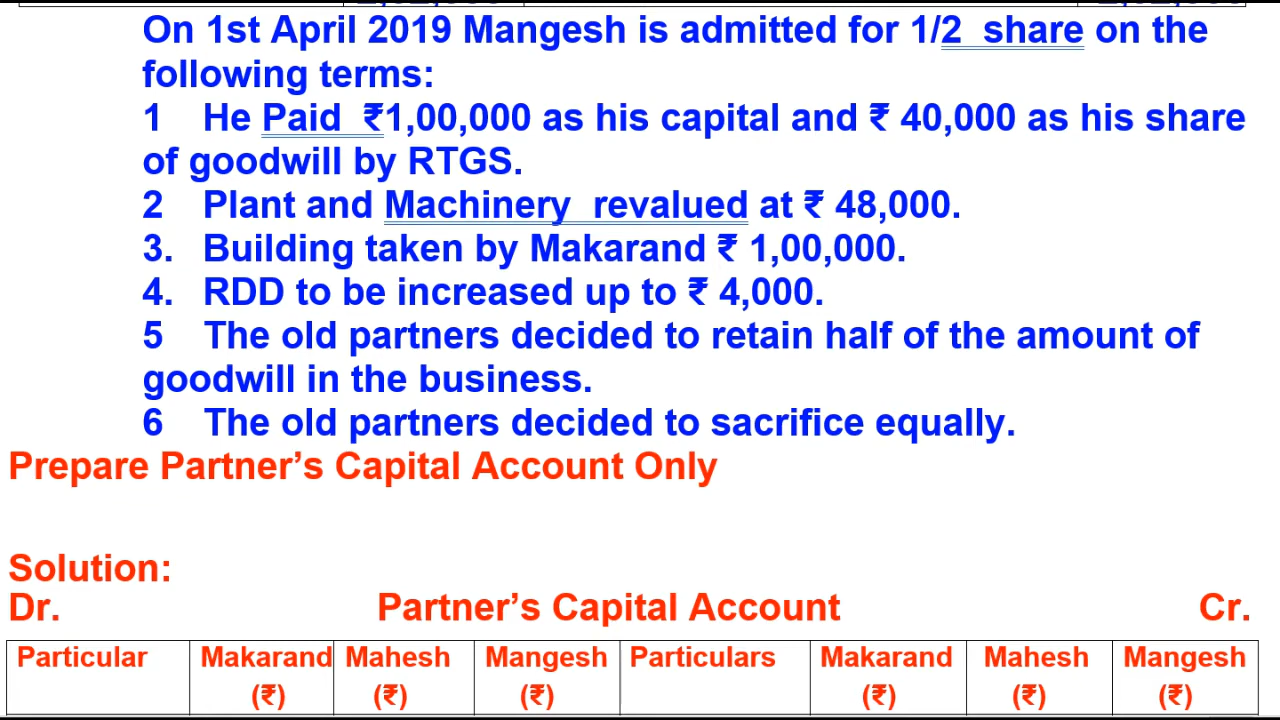 On 1st April 2019 Mangesh is admitted for 1/2 share on the
following terms:
1 He Paid ₹1,00,000 as his capital and ₹ 40,000 as his share
of goodwill by RTGS.
2 Plant and Machinery revalued at ₹ 48,000.
3. Building taken by Makarand ₹ 1,00,000.
4. RDD to be increased up to ₹ 4,000.
5 The old partners decided to retain half of the amount of
goodwill in the business.
6 The old partners decided to sacrifice equally.
Prepare Partner’s Capital Account Only
Solution:
Dr. Partner’s Capital Account Cr.
Particular Makarand Mahesh Mangesh Particulars Makarand Mahesh Mangesh
(₹) (₹) (₹) (₹) (₹) (₹)